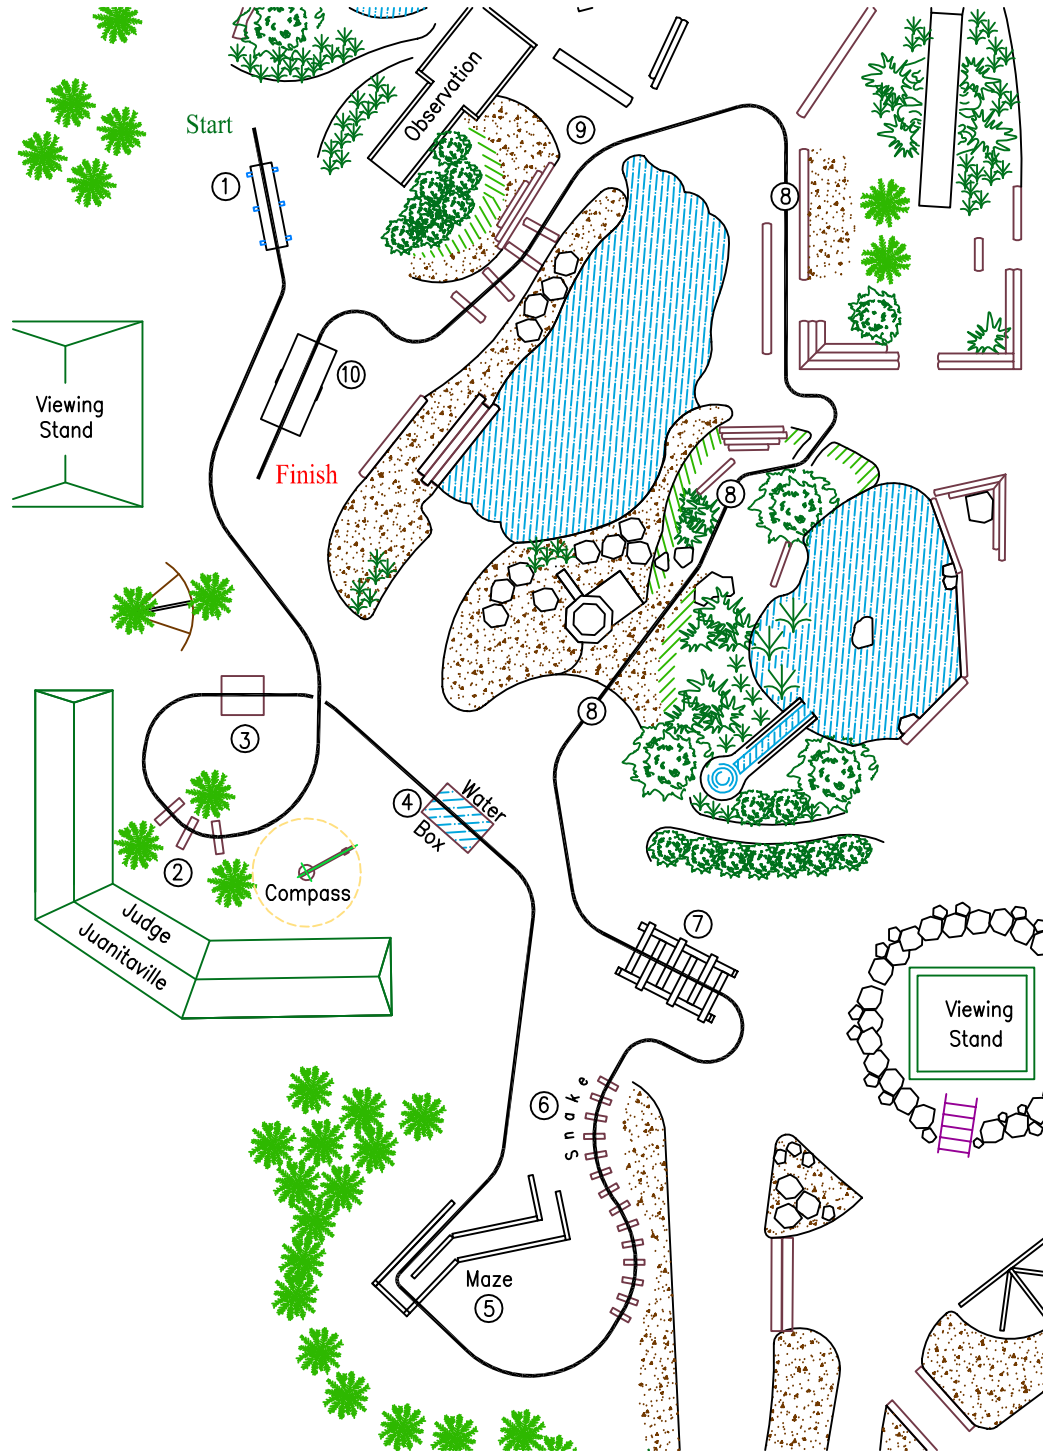 Observation
Start
9
1
8
10
Viewing
Stand
Finish
8
3
8
4
Water
Box
2
Compass
Judge
Juanitaville
7
Viewing
Stand
6
Snake
Maze
5